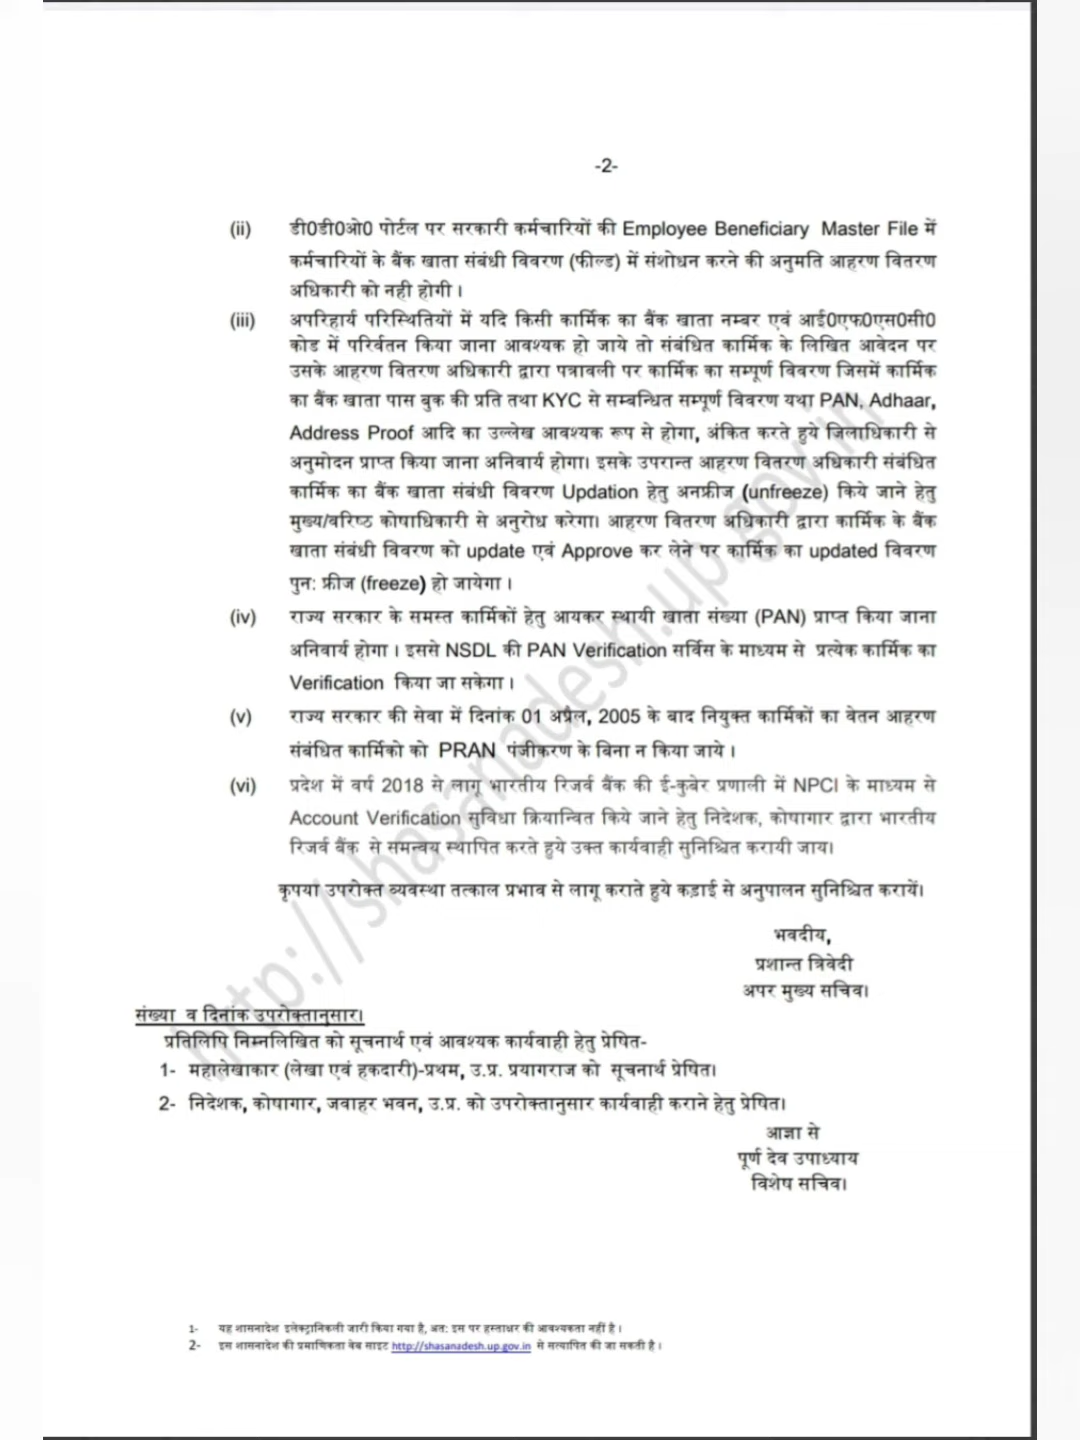 -2-
(ii) डी0डी0ओ0 पोर्टल पर सरकारी कर्मचारियों की Employee Beneficiary Master File में
कर्मचारियों के बैंक खाता संबंधी विवरण (फील्ड) में संशोधन करने की अनुमति आहरण वितरण
अधिकारी को नही होगी ।
(iii) अपरिहार्य परिस्थितियों में यदि किसी कार्मिक का बैंक खाता नम्बर एवं आई0एफ0एस0सी0
कोड में परिर्वतन किया जाना आवश्यक हो जाये तो संबंधित कार्मिक के लिखित आवेदन पर
उसके आहरण वितरण अधिकारी द्वारा पत्रावली पर कार्मिक का सम्पूर्ण विवरण जिसमें कार्मिक
का बैंक खाता पास बुक की प्रति तथा KYC से सम्बन्धित सम्पूर्ण विवरण यथा PAN, Adhaar,
Address Proof आदि का उल्लेख आवश्यक रूप से होगा, अंकित करते हुये जिलाधिकारी से
अनुमोदन प्राप्त किया जाना अनिवार्य होगा। इसके उपरान्त आहरण वितरण अधिकारी संबंधित
कार्मिक का बैंक खाता संबंधी विवरण Updation हेतु अनफ्रीज (unfreeze) किये जाने हेतु
मुख्य/वरिष्ठ कोषाधिकारी से अनुरोध करेगा। आहरण वितरण अधिकारी द्वारा कार्मिक के बैंक
खाता संबंधी विवरण को update एवं Approve कर लेने पर कार्मिक का updated विवरण
पुन: फ्रीज (freeze) हो जायेगा ।
(iv) राज्य सरकार के समस्त कार्मिकों हेतु आयकर स्थायी खाता संख्या (PAN) प्राप्त किया जाना
अनिवार्य होगा । इससे NSDL की PAN Verification सर्विस के माध्यम से प्रत्येक कार्मिक का
Verification किया जा सकेगा ।
(v) राज्य सरकार की सेवा में दिनांक 01 अप्रैल, 2005 के बाद नियुक्त कार्मिकों का वेतन आहरण
संबंधित कार्मिको को PRAN पंजीकरण के बिना न किया जाये ।
(vi) प्रदेश में वर्ष 2018 से लागू भारतीय रिजर्व बैंक की ई-कुबेर प्रणाली में NPCI के माध्यम से
Account Verification सुविधा क्रियान्वित किये जाने हेतु निदेशक, कोषागार द्वारा भारतीय
रिजर्व बैंक से समन्वय स्थापित करते हुये उक्त कार्यवाही सुनिश्चित करायी जाय।
कृपया उपरोक्त व्यवस्था तत्काल प्रभाव से लागू कराते हुये कड़ाई से अनुपालन सुनिश्चित करायें।
भवदीय,
प्रशान्त त्रिवेदी
अपर मुख्य सचिव।
संख्या व दिनांक उपरोक्तानुसार।
प्रतिलिपि निम्नलिखित को सूचनार्थ एवं आवश्यक कार्यवाही हेतु प्रेषित-
1- महालेखाकार (लेखा एवं हकदारी)-प्रथम, उ.प्र. प्रयागराज को सूचनार्थ प्रेषित।
2- निदेशक, कोषागार, जवाहर भवन, उ.प्र. को उपरोक्तानुसार कार्यवाही कराने हेतु प्रेषित।
आज्ञा से
पूर्ण देव उपाध्याय
विशेष सचिव।
1- यह शासनादेश इलेक्ट्रानिकली जारी किया गया है, अत: इस पर हस्ताक्षर की आवश्यकता नहीं है ।
2- इस शासनादेश की प्रमाणिकता वेब साइट http://shasanadesh.up.gov.in से सत्यापित की जा सकती है ।
http://shasanadesh.up.gov.in